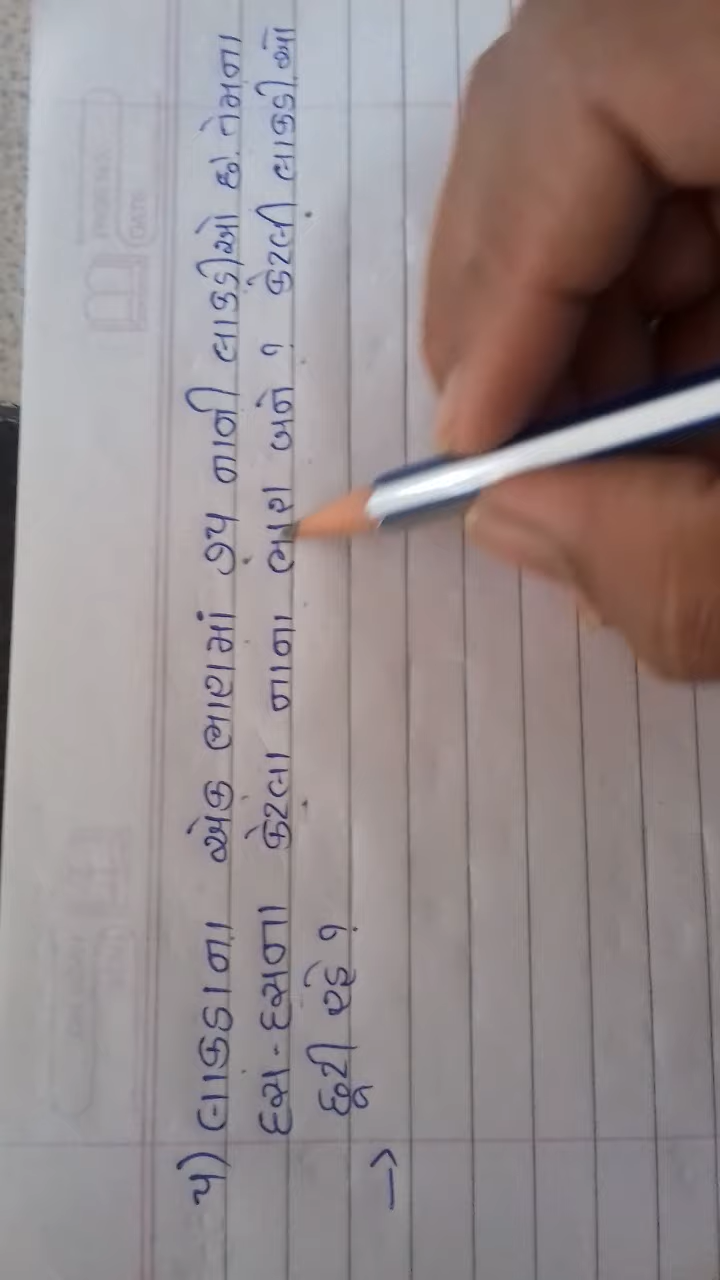 ૫) લાકડાના એક ભારામાં ૭૫ નાની લાકડીઓ છે. તેમના
દસ-દસના કેટલા નાના ભારા બને ? કેટલી લાકડીઓ
છૂટી રહે ?
→